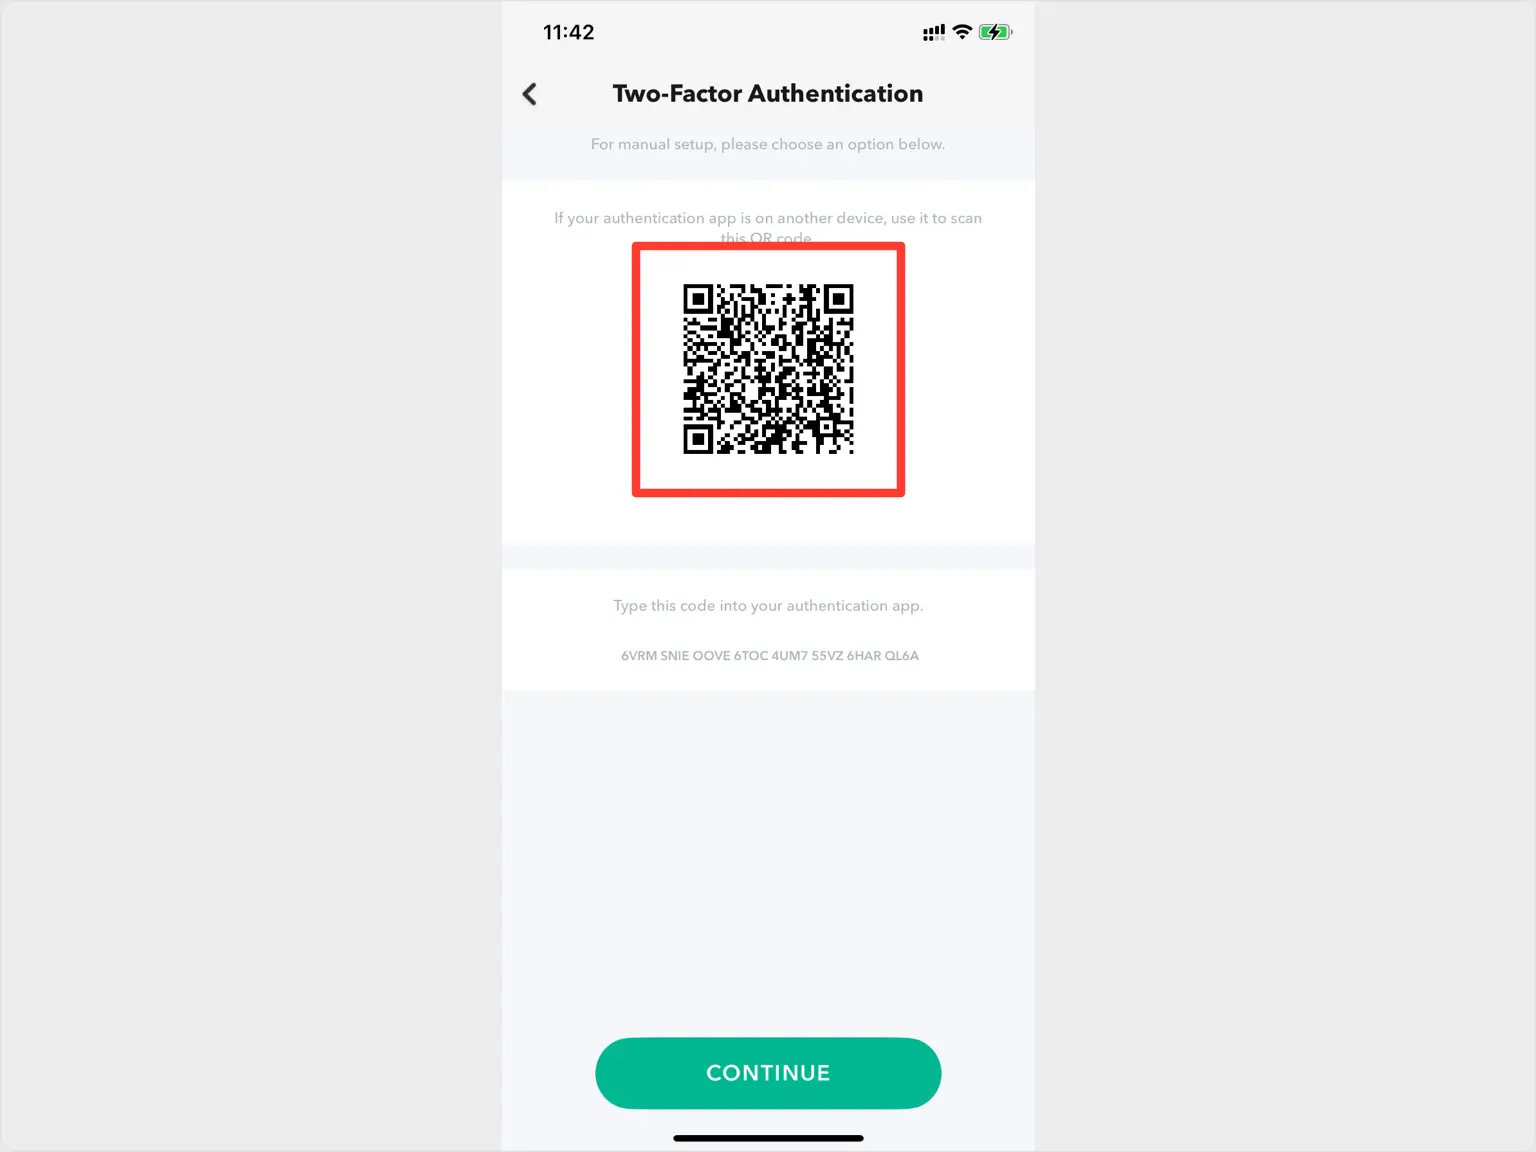 11:42
Two-Factor Authentication
For manual setup, please choose an option below.
If your authentication app is on another device, use it to scan
this QR code.
Type this code into your authentication app.
6VRM SNIE OOVE 6TOC 4UM7 55VZ 6HAR QL6A
CONTINUE